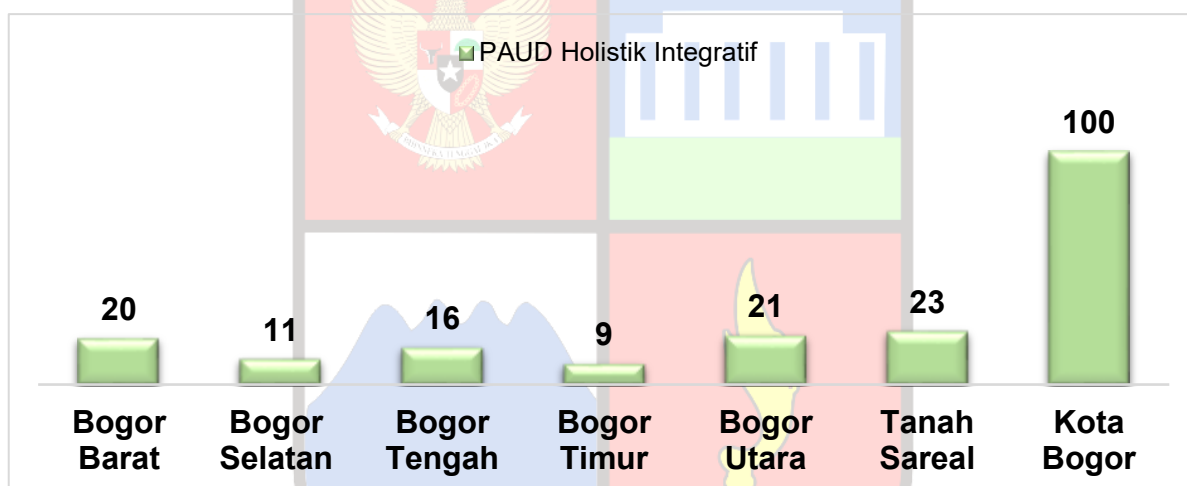 PAUD Holistik Integratif
100
20
11
16
9
21
23
Bogor
Barat
Bogor
Selatan
Bogor
Tengah
Bogor
Timur
Bogor
Utara
Tanah
Sareal
Kota
Bogor